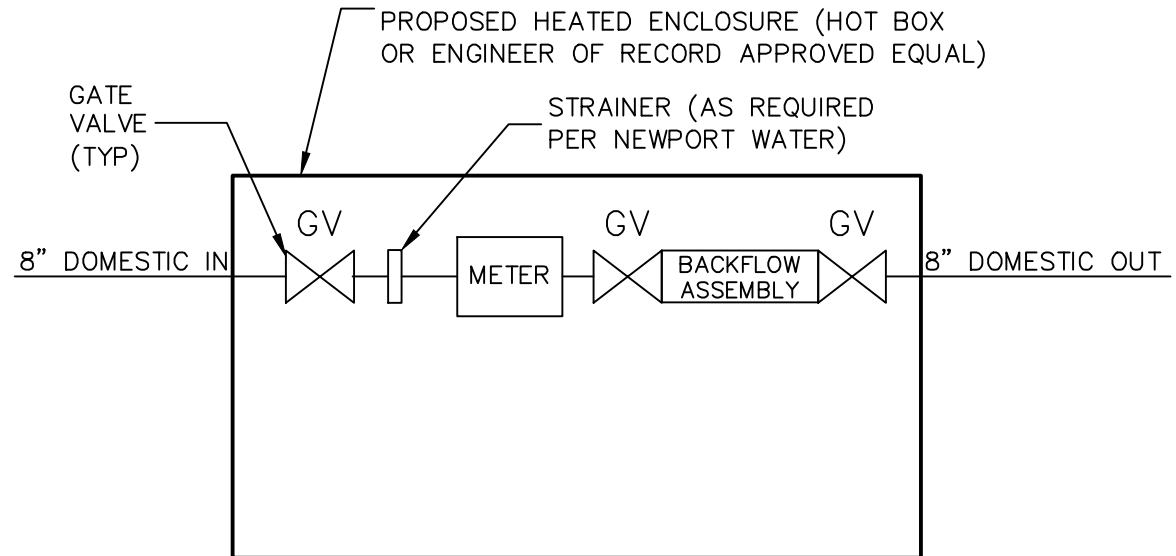 PROPOSED HEATED ENCLOSURE (HOT BOX
OR ENGINEER OF RECORD APPROVED EQUAL)
GATE
VALVE
(TYP)
STRAINER (AS REQUIRED
PER NEWPORT WATER)
GV
GV
GV
8” DOMESTIC IN
METER
BACKFLOW
ASSEMBLY
8” DOMESTIC OUT